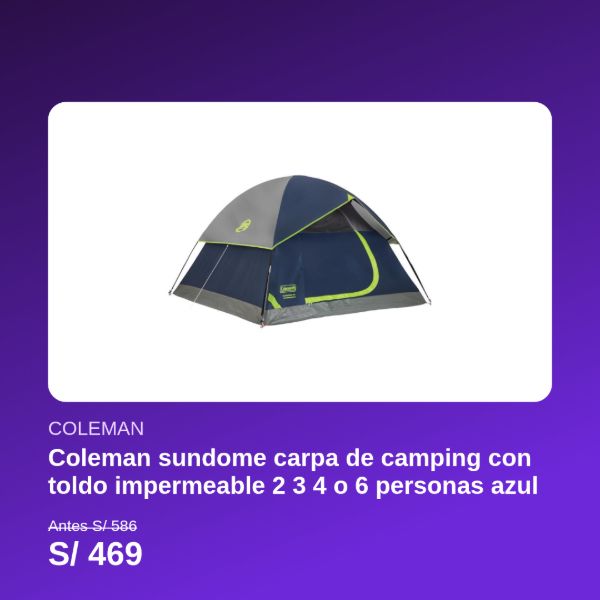 COLEMAN
Coleman sundome carpa de camping con
toldo impermeable 2 3 4 o 6 personas azul
Antes S/ 586
S/ 469